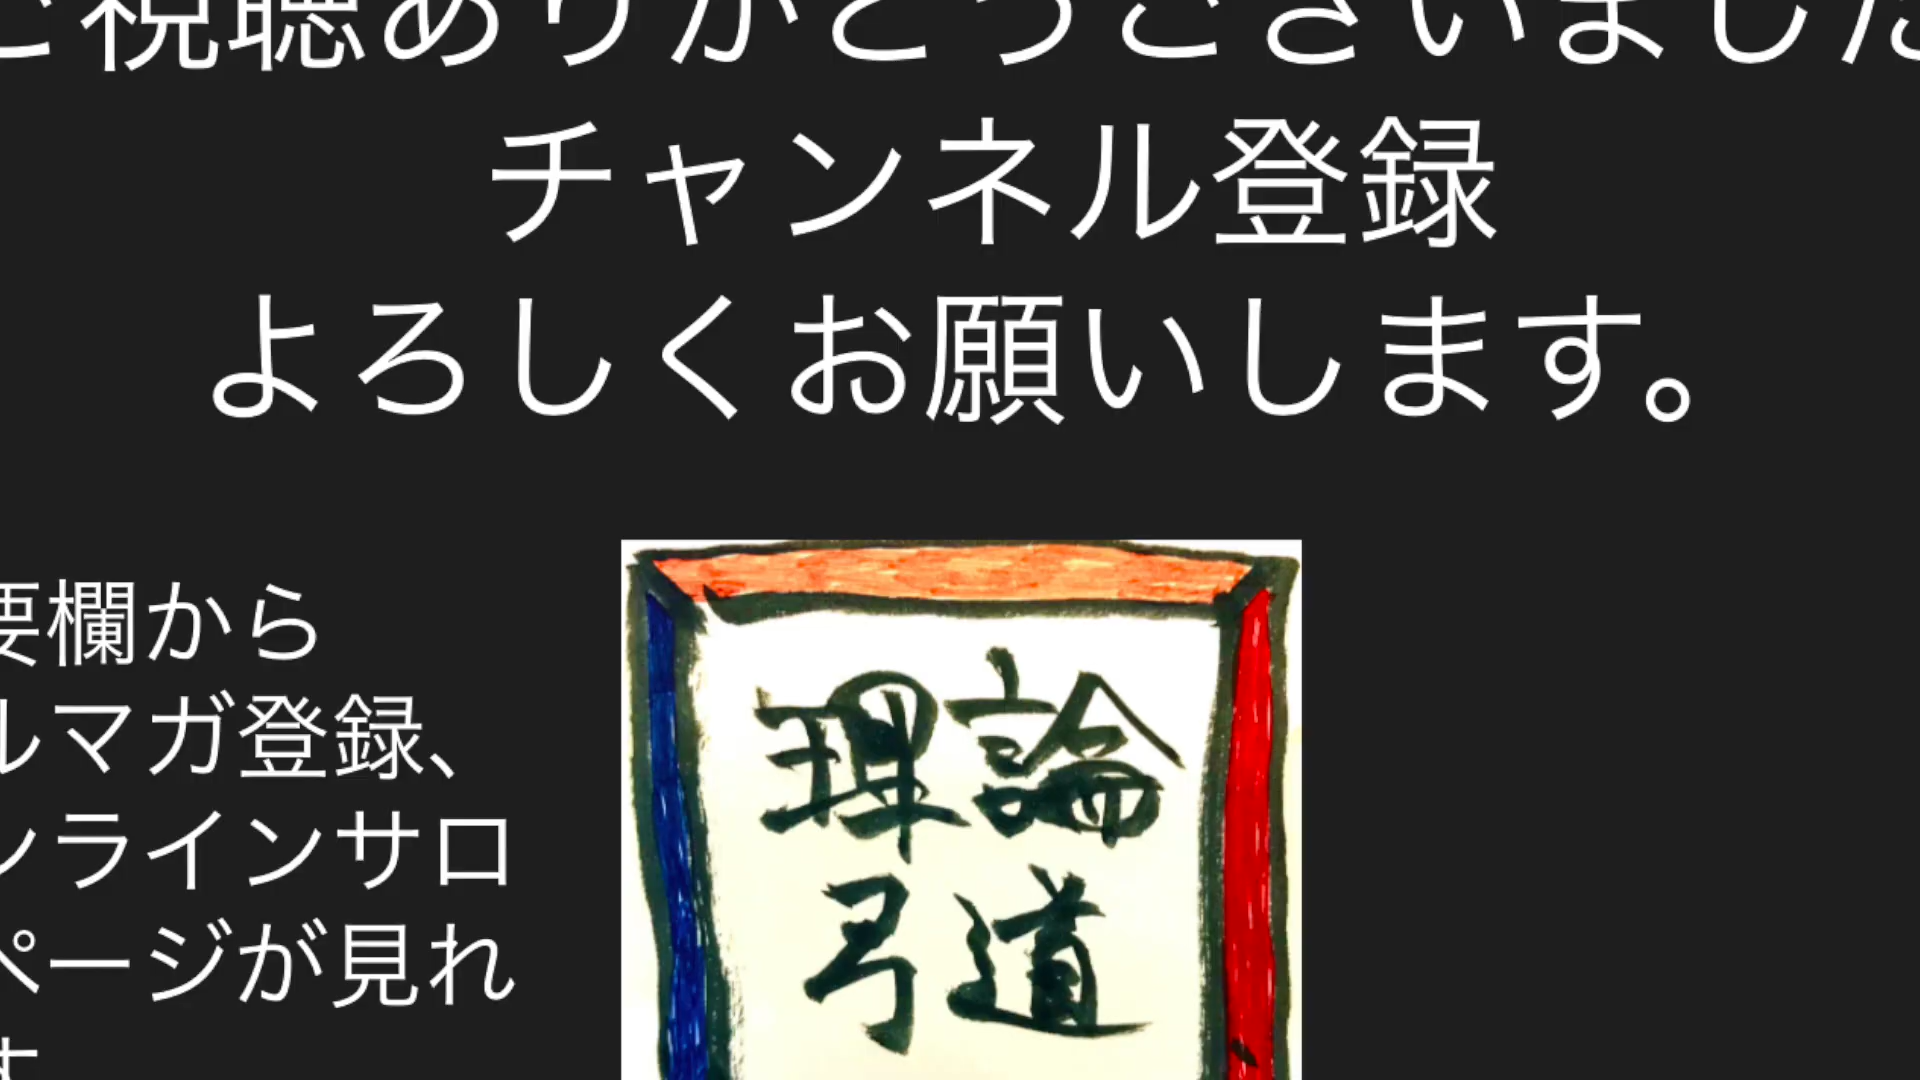 ご視聴ありがとうございました
チャンネル登録
よろしくお願いします。
要欄から
ルマガ登録、
ンラインサロ
ページが見れ
す
理論
弓道